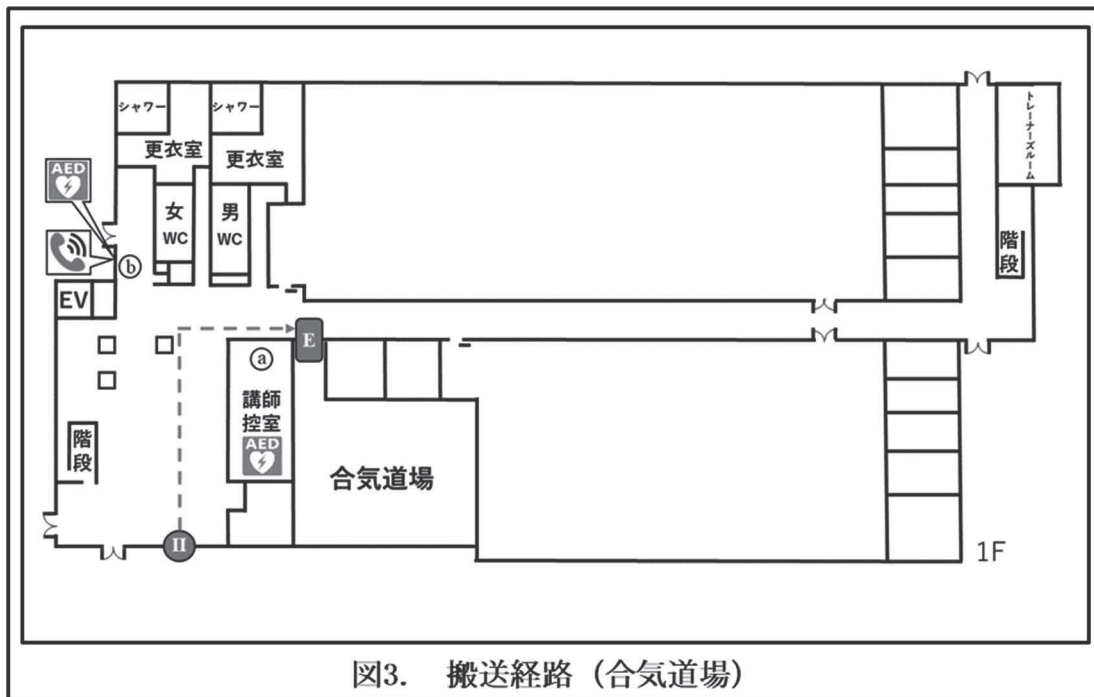 シャワー
シャワー
更衣室
更衣室
トレーナーズルーム
AED
女
WC
男
WC
階段
ⓑ
EV
E
ⓐ
講師
控室
AED
階段
合気道場
II
1F
図3. 搬送経路（合気道場）